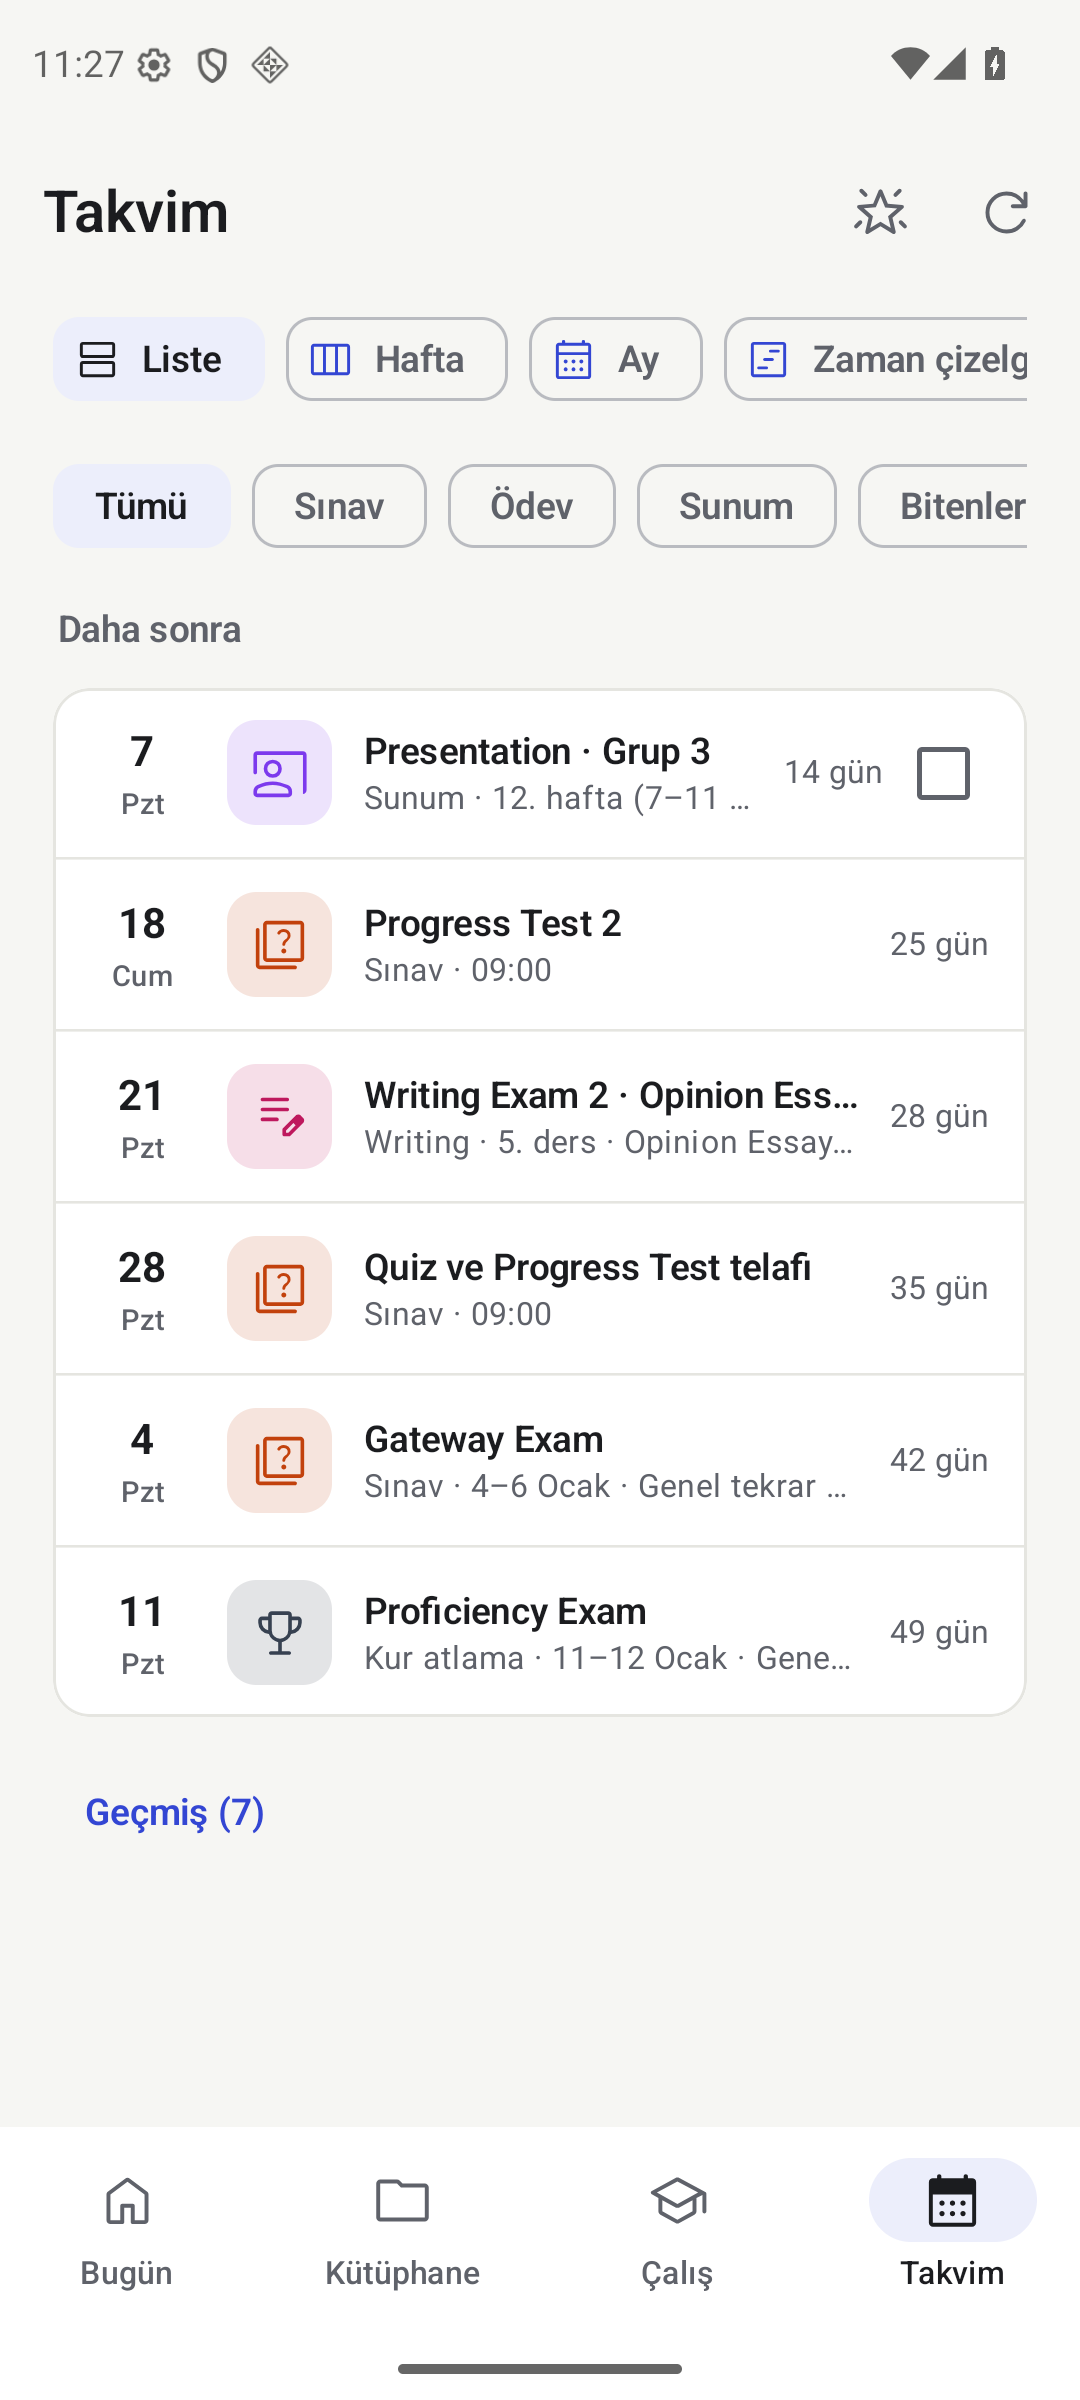 11:27
Takvim
Liste
Hafta
Ay
Zaman çizelg
Tümü
Sınav
Ödev
Sunum
Bitenler
Daha sonra
7
Pzt
Presentation · Grup 3
Sunum · 12. hafta (7–11 ...
14 gün
18
Cum
Progress Test 2
Sınav · 09:00
25 gün
21
Pzt
Writing Exam 2 · Opinion Ess...
Writing · 5. ders · Opinion Essay...
28 gün
28
Pzt
Quiz ve Progress Test telafi
Sınav · 09:00
35 gün
4
Pzt
Gateway Exam
Sınav · 4–6 Ocak · Genel tekrar ...
42 gün
11
Pzt
Proficiency Exam
Kur atlama · 11–12 Ocak · Gene...
49 gün
Geçmiş (7)
Bugün
Kütüphane
Çalış
Takvim